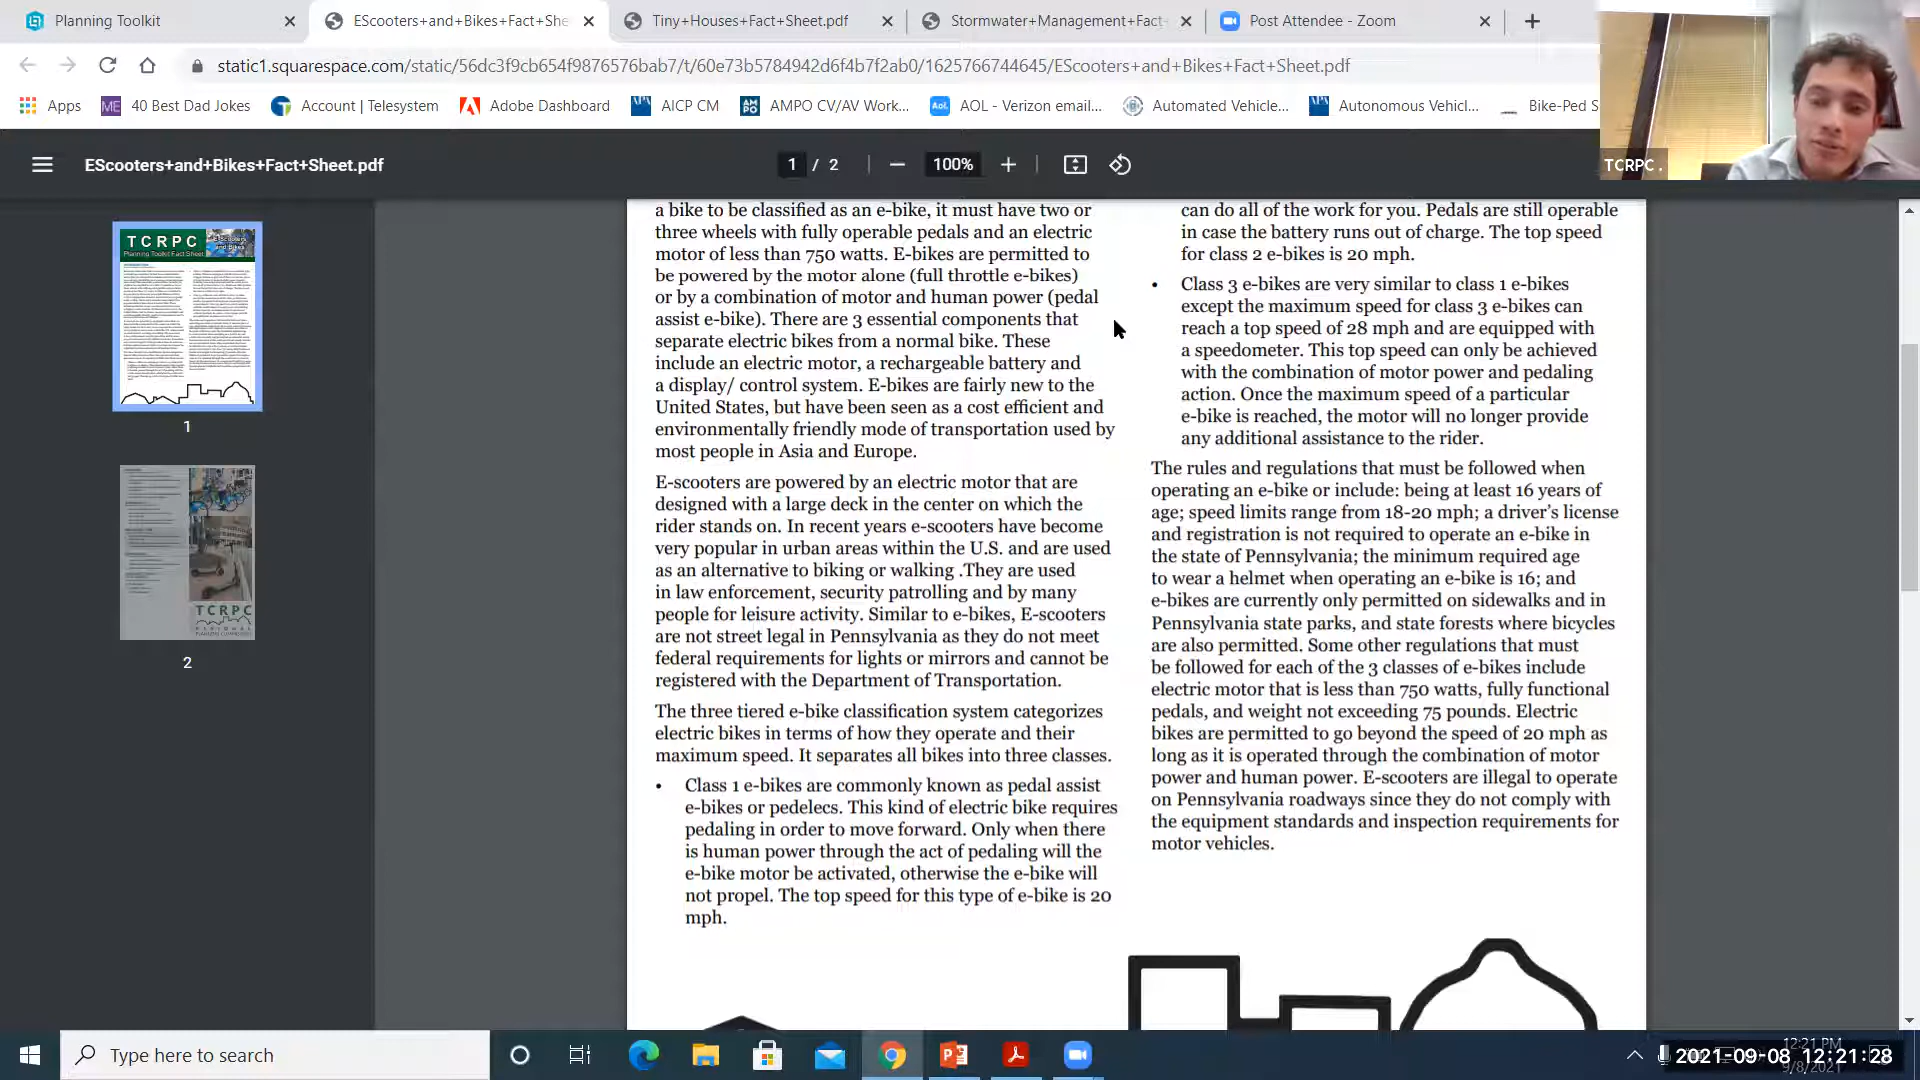 Planning Toolkit
EScooters+and+Bikes+Fact+She
Tiny+Houses+Fact+Sheet.pdf
Stormwater+Management+Fact
Post Attendee - Zoom
static1.squarespace.com/static/56dc3f9cb654f9876576bab7/t/60e73b5784942d6f4b7f2ab0/1625766744645/EScooters+and+Bikes+Fact+Sheet.pdf
Apps
ME 40 Best Dad Jokes
Account | Telesystem
Adobe Dashboard
AICP CM
AMPO CV/AV Work...
Aol. AOL - Verizon email...
Automated Vehicle...
Autonomous Vehicl...
Bike-Ped S
TCRPC .
EScooters+and+Bikes+Fact+Sheet.pdf
1 / 2
100%
TCRPC
Planning Toolkit Fact Sheet
E-Scooters
and Bikes
1
TCRPC
2
a bike to be classified as an e-bike, it must have two or
three wheels with fully operable pedals and an electric
motor of less than 750 watts. E-bikes are permitted to
be powered by the motor alone (full throttle e-bikes)
or by a combination of motor and human power (pedal
assist e-bike). There are 3 essential components that
separate electric bikes from a normal bike. These
include an electric motor, a rechargeable battery and
a display/ control system. E-bikes are fairly new to the
United States, but have been seen as a cost efficient and
environmentally friendly mode of transportation used by
most people in Asia and Europe.
E-scooters are powered by an electric motor that are
designed with a large deck in the center on which the
rider stands on. In recent years e-scooters have become
very popular in urban areas within the U.S. and are used
as an alternative to biking or walking .They are used
in law enforcement, security patrolling and by many
people for leisure activity. Similar to e-bikes, E-scooters
are not street legal in Pennsylvania as they do not meet
federal requirements for lights or mirrors and cannot be
registered with the Department of Transportation.
The three tiered e-bike classification system categorizes
electric bikes in terms of how they operate and their
maximum speed. It separates all bikes into three classes.
• Class 1 e-bikes are commonly known as pedal assist
e-bikes or pedelecs. This kind of electric bike requires
pedaling in order to move forward. Only when there
is human power through the act of pedaling will the
e-bike motor be activated, otherwise the e-bike will
not propel. The top speed for this type of e-bike is 20
mph.
can do all of the work for you. Pedals are still operable
in case the battery runs out of charge. The top speed
for class 2 e-bikes is 20 mph.
• Class 3 e-bikes are very similar to class 1 e-bikes
except the maximum speed for class 3 e-bikes can
reach a top speed of 28 mph and are equipped with
a speedometer. This top speed can only be achieved
with the combination of motor power and pedaling
action. Once the maximum speed of a particular
e-bike is reached, the motor will no longer provide
any additional assistance to the rider.
The rules and regulations that must be followed when
operating an e-bike or include: being at least 16 years of
age; speed limits range from 18-20 mph; a driver's license
and registration is not required to operate an e-bike in
the state of Pennsylvania; the minimum required age
to wear a helmet when operating an e-bike is 16; and
e-bikes are currently only permitted on sidewalks and in
Pennsylvania state parks, and state forests where bicycles
are also permitted. Some other regulations that must
be followed for each of the 3 classes of e-bikes include
electric motor that is less than 750 watts, fully functional
pedals, and weight not exceeding 75 pounds. Electric
bikes are permitted to go beyond the speed of 20 mph as
long as it is operated through the combination of motor
power and human power. E-scooters are illegal to operate
on Pennsylvania roadways since they do not comply with
the equipment standards and inspection requirements for
motor vehicles.
Type here to search
12:21 PM
2021-09-08 12:21:28
9/8/2021